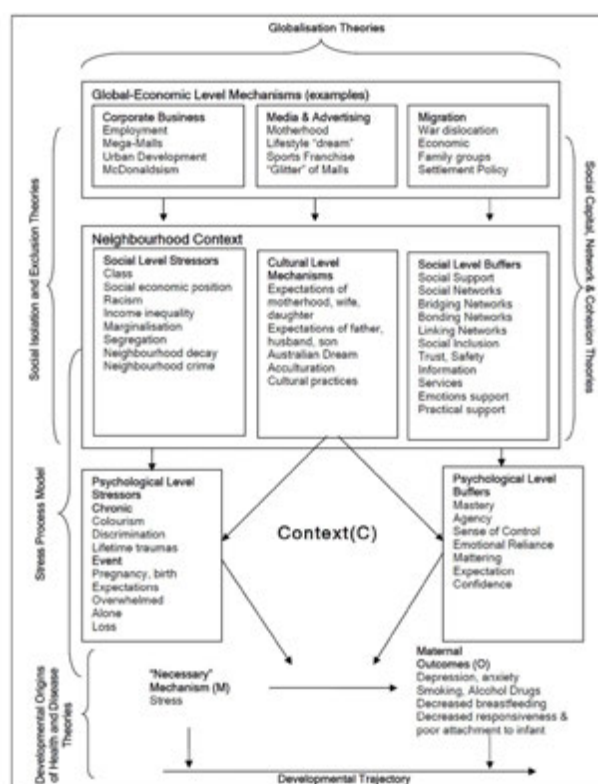 Globalisation Theories
Global-Economic Level Mechanisms (examples)
Corporate Business
Employment
Mega-Malls
Urban Development
McDonaldsism
Media & Advertising
Motherhood
Lifestyle "dream"
Sports Franchise
"Glitter" of Malls
Migration
War dislocation
Economic
Family groups
Settlement Policy
Social Isolation and Exclusion Theories
Social Capital, Network & Cohesion Theories
Neighbourhood Context
Social Level Stressors
Class
Social economic position
Racism
Income inequality
Marginalisation
Segregation
Neighbourhood decay
Neighbourhood crime
Cultural Level
Mechanisms
Expectations of
motherhood, wife,
daughter
Expectations of father,
husband, son
Australian Dream
Acculturation
Cultural practices
Social Level Buffers
Social Support
Social Networks
Bridging Networks
Bonding Networks
Linking Networks
Social Inclusion
Trust, Safety
Information
Services
Emotions support
Practical support
Stress Process Model
Psychological Level
Stressors
Chronic
Colourism
Discrimination
Lifetime traumas
Event
Pregnancy, birth
Expectations
Overwhelmed
Alone
Loss
Context(C)
Psychological Level
Buffers
Mastery
Agency
Sense of Control
Emotional Reliance
Mattering
Expectation
Confidence
Developmental Origins
of Health and Disease
Theories
"Necessary"
Mechanism (M)
Stress
Maternal
Outcomes (O)
Depression, anxiety
Smoking, Alcohol Drugs
Decreased breastfeeding
Decreased responsiveness &
poor attachment to infant
Developmental Trajectory